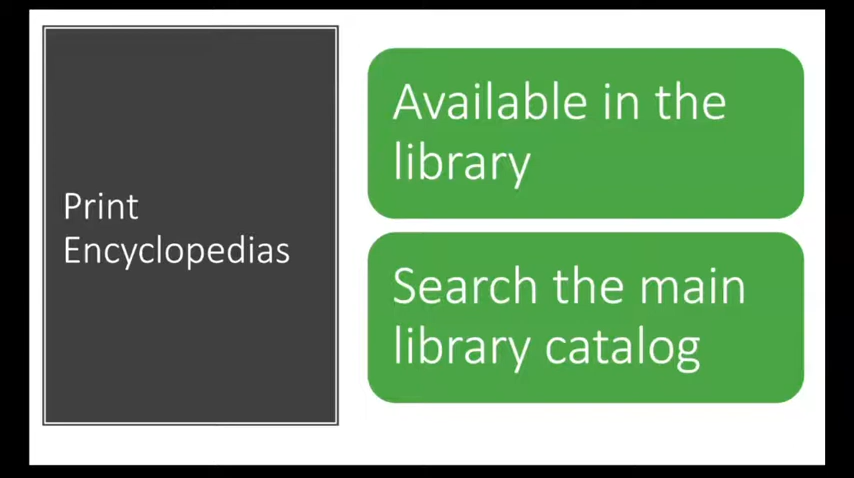 Print
Encyclopedias
Available in the
library
Search the main
library catalog